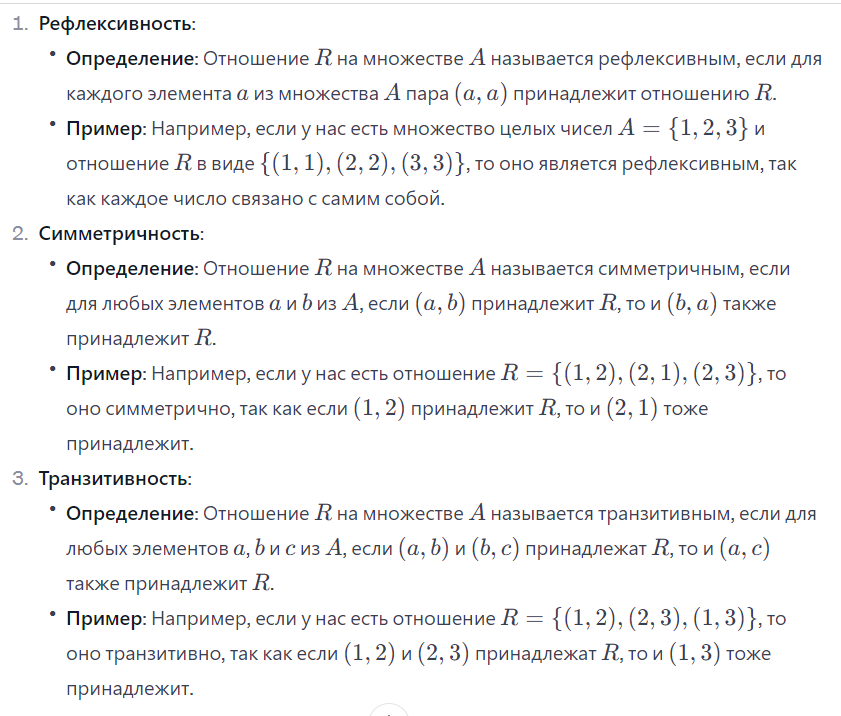 1. Рефлексивность:
• Определение: Отношение R на множестве A называется рефлексивным, если для
каждого элемента a из множества A пара (a, a) принадлежит отношению R.
• Пример: Например, если у нас есть множество целых чисел A = {1, 2, 3} и
отношение R в виде {(1, 1), (2, 2), (3, 3)}, то оно является рефлексивным, так
как каждое число связано с самим собой.
2. Симметричность:
• Определение: Отношение R на множестве A называется симметричным, если
для любых элементов a и b из A, если (a, b) принадлежит R, то и (b, a) также
принадлежит R.
• Пример: Например, если у нас есть отношение R = {(1, 2), (2, 1), (2, 3)}, то
оно симметрично, так как если (1, 2) принадлежит R, то и (2, 1) тоже
принадлежит.
3. Транзитивность:
• Определение: Отношение R на множестве A называется транзитивным, если для
любых элементов a, b и c из A, если (a, b) и (b, c) принадлежат R, то и (a, c)
также принадлежит R.
• Пример: Например, если у нас есть отношение R = {(1, 2), (2, 3), (1, 3)}, то
оно транзитивно, так как если (1, 2) и (2, 3) принадлежат R, то и (1, 3) тоже
принадлежит.